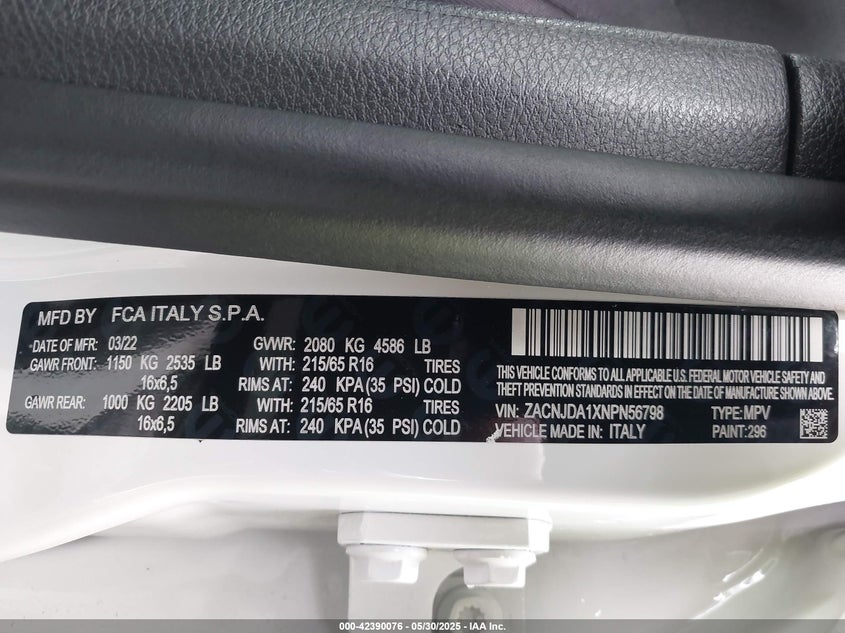 MFD BY FCA ITALY S.P.A.
DATE OF MFR: 03/22 GVWR: 2080 KG 4586 LB
GAWR FRONT: 1150 KG 2535 LB WITH: 215/65 R16 TIRES
16x6,5 RIMS AT: 240 KPA (35 PSI) COLD
GAWR REAR: 1000 KG 2205 LB WITH: 215/65 R16 TIRES
16x6,5 RIMS AT: 240 KPA (35 PSI) COLD
THIS VEHICLE CONFORMS TO ALL APPLICABLE U.S. FEDERAL MOTOR VEHICLE SAFETY AND
THEFT PREVENTION STANDARDS IN EFFECT ON THE DATE OF MANUFACTURE SHOWN ABOVE.
VIN: ZACNJDA1XNPN56798 TYPE: MPV
VEHICLE MADE IN: ITALY PAINT: 296
000-42390076 - 05/30/2025 - IAA Inc.